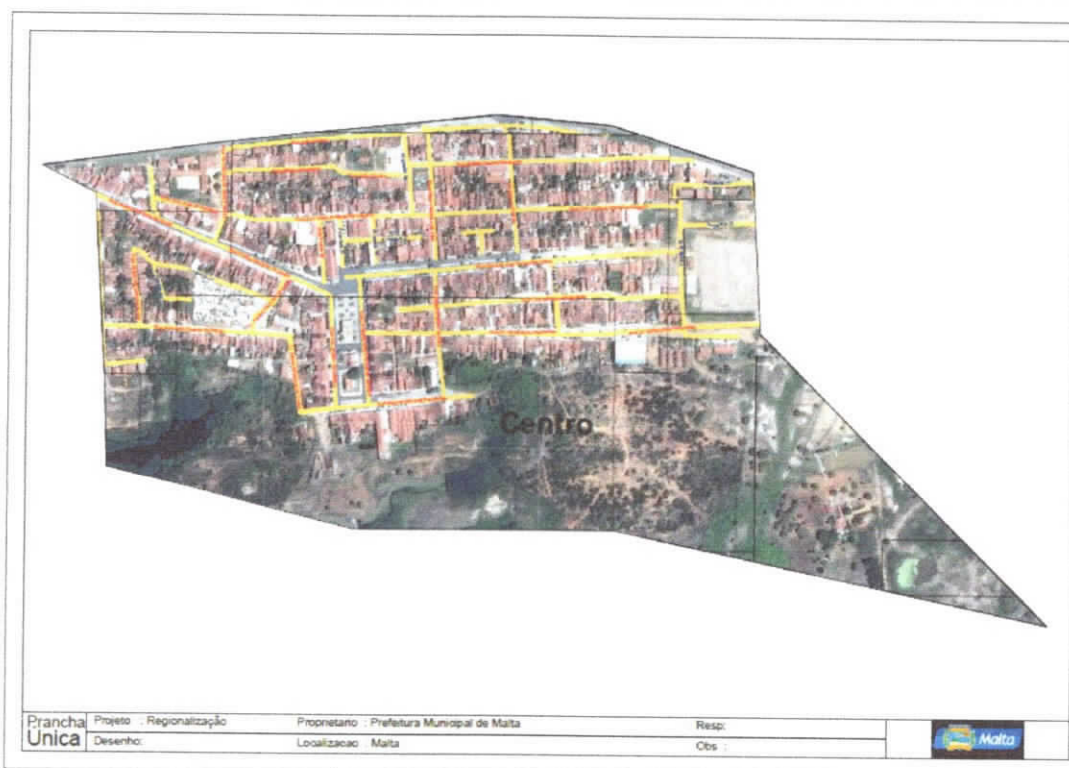 Centro
Prancha Única
Projeto : Regionalização
Proprietario : Prefeitura Municipal de Malta
Resp:
Desenho:
Localizacao : Malta
Obs :
Malta